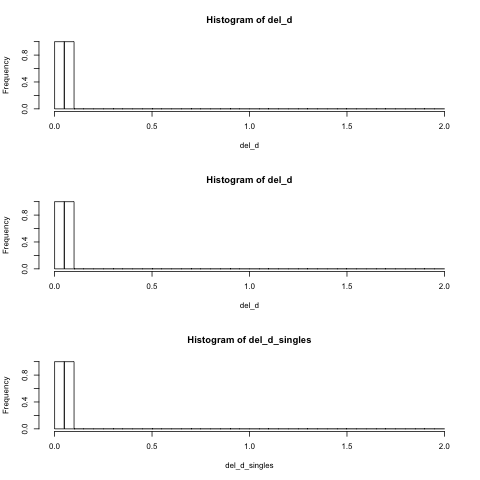 Histogram of del_d
Frequency
0.0 0.4 0.8
0.0 0.5 1.0 1.5 2.0
del_d
Histogram of del_d
Frequency
0.0 0.4 0.8
0.0 0.5 1.0 1.5 2.0
del_d
Histogram of del_d_singles
Frequency
0.0 0.4 0.8
0.0 0.5 1.0 1.5 2.0
del_d_singles